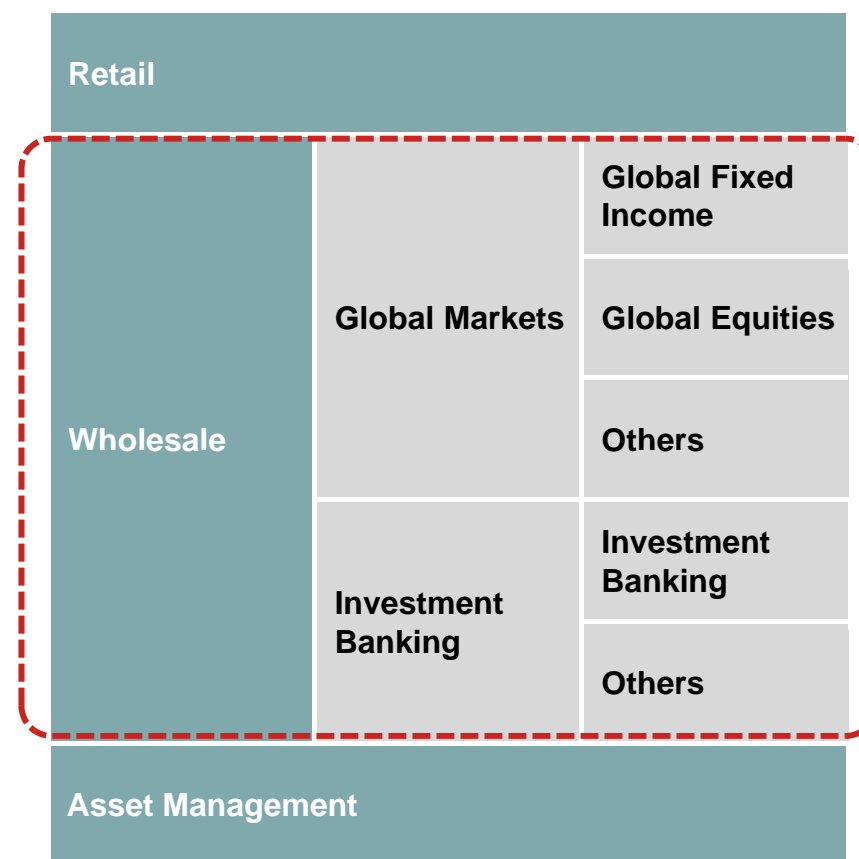 Retail
Wholesale
Global Markets
Global Fixed
Income
Global Equities
Others
Investment
Banking
Investment
Banking
Others
Asset Management